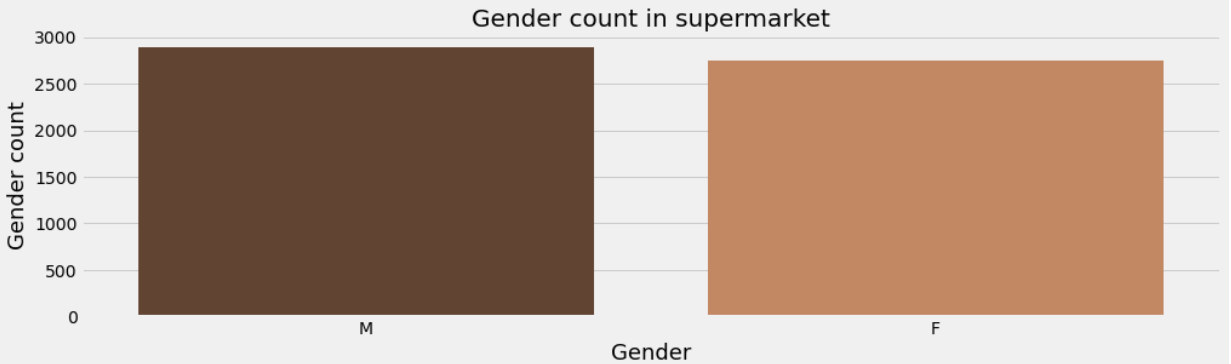 Gender count in supermarket
Gender count
3000
2500
2000
1500
1000
500
0
M F
Gender